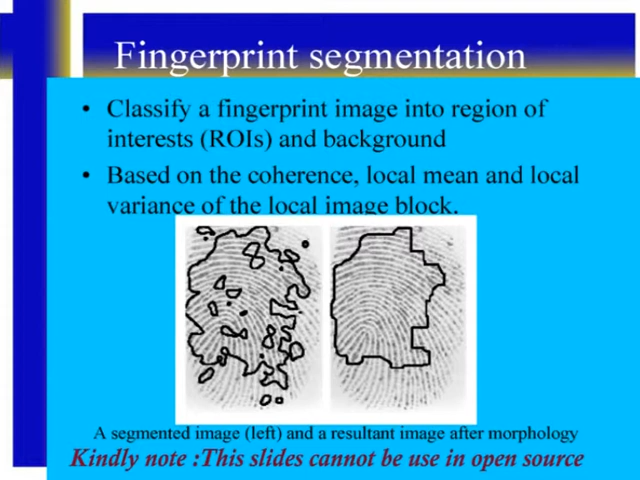 Fingerprint segmentation
• Classify a fingerprint image into region of
interests (ROIs) and background
• Based on the coherence, local mean and local
variance of the local image block.
A segmented image (left) and a resultant image after morphology
Kindly note :This slides cannot be use in open source